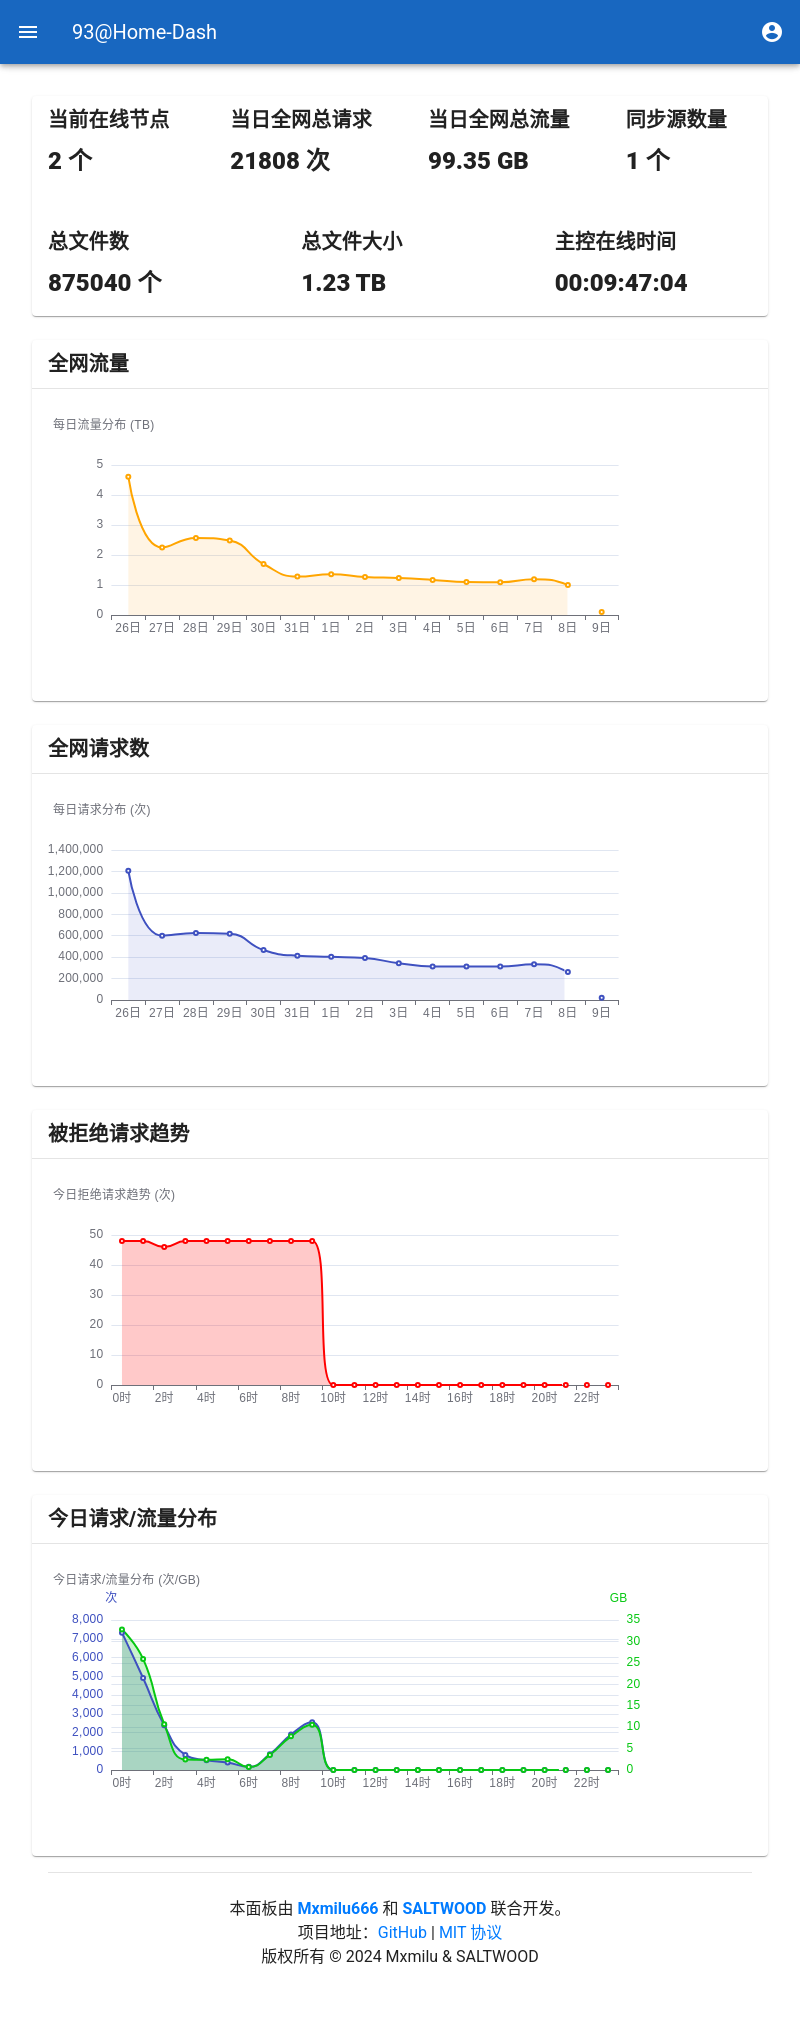 93@Home-Dash
当前在线节点 当日全网总请求 当日全网总流量 同步源数量
2 个 21808 次 99.35 GB 1 个
总文件数 总文件大小 主控在线时间
875040 个 1.23 TB 00:09:47:04
全网流量
每日流量分布 (TB)
5
4
3
2
1
0
26日 27日 28日 29日 30日 31日 1日 2日 3日 4日 5日 6日 7日 8日 9日
全网请求数
每日请求分布 (次)
1,400,000
1,200,000
1,000,000
800,000
600,000
400,000
200,000
0
26日 27日 28日 29日 30日 31日 1日 2日 3日 4日 5日 6日 7日 8日 9日
被拒绝请求趋势
今日拒绝请求趋势 (次)
50
40
30
20
10
0
0时 2时 4时 6时 8时 10时 12时 14时 16时 18时 20时 22时
今日请求/流量分布
今日请求/流量分布 (次/GB)
次 GB
8,000 35
7,000 30
6,000 25
5,000 20
4,000 15
3,000 10
2,000 5
1,000 0
0
0时 2时 4时 6时 8时 10时 12时 14时 16时 18时 20时 22时
本面板由 Mxmilu666 和 SALTWOOD 联合开发。
项目地址：GitHub | MIT 协议
版权所有 © 2024 Mxmilu & SALTWOOD